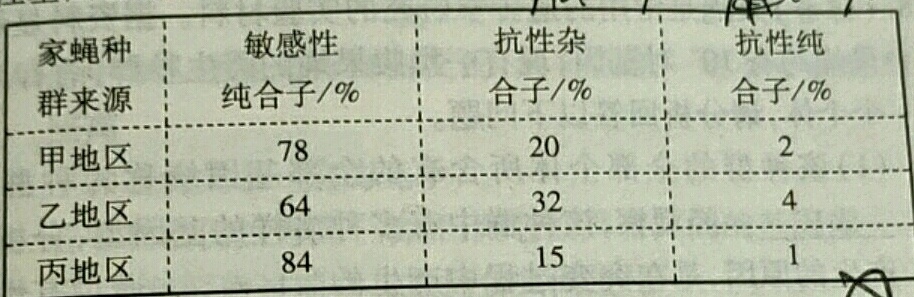 家蝇种群来源 敏感性纯合子/% 抗性杂合子/% 抗性纯合子/%
甲地区 78 20 2
乙地区 64 32 4
丙地区 84 15 1